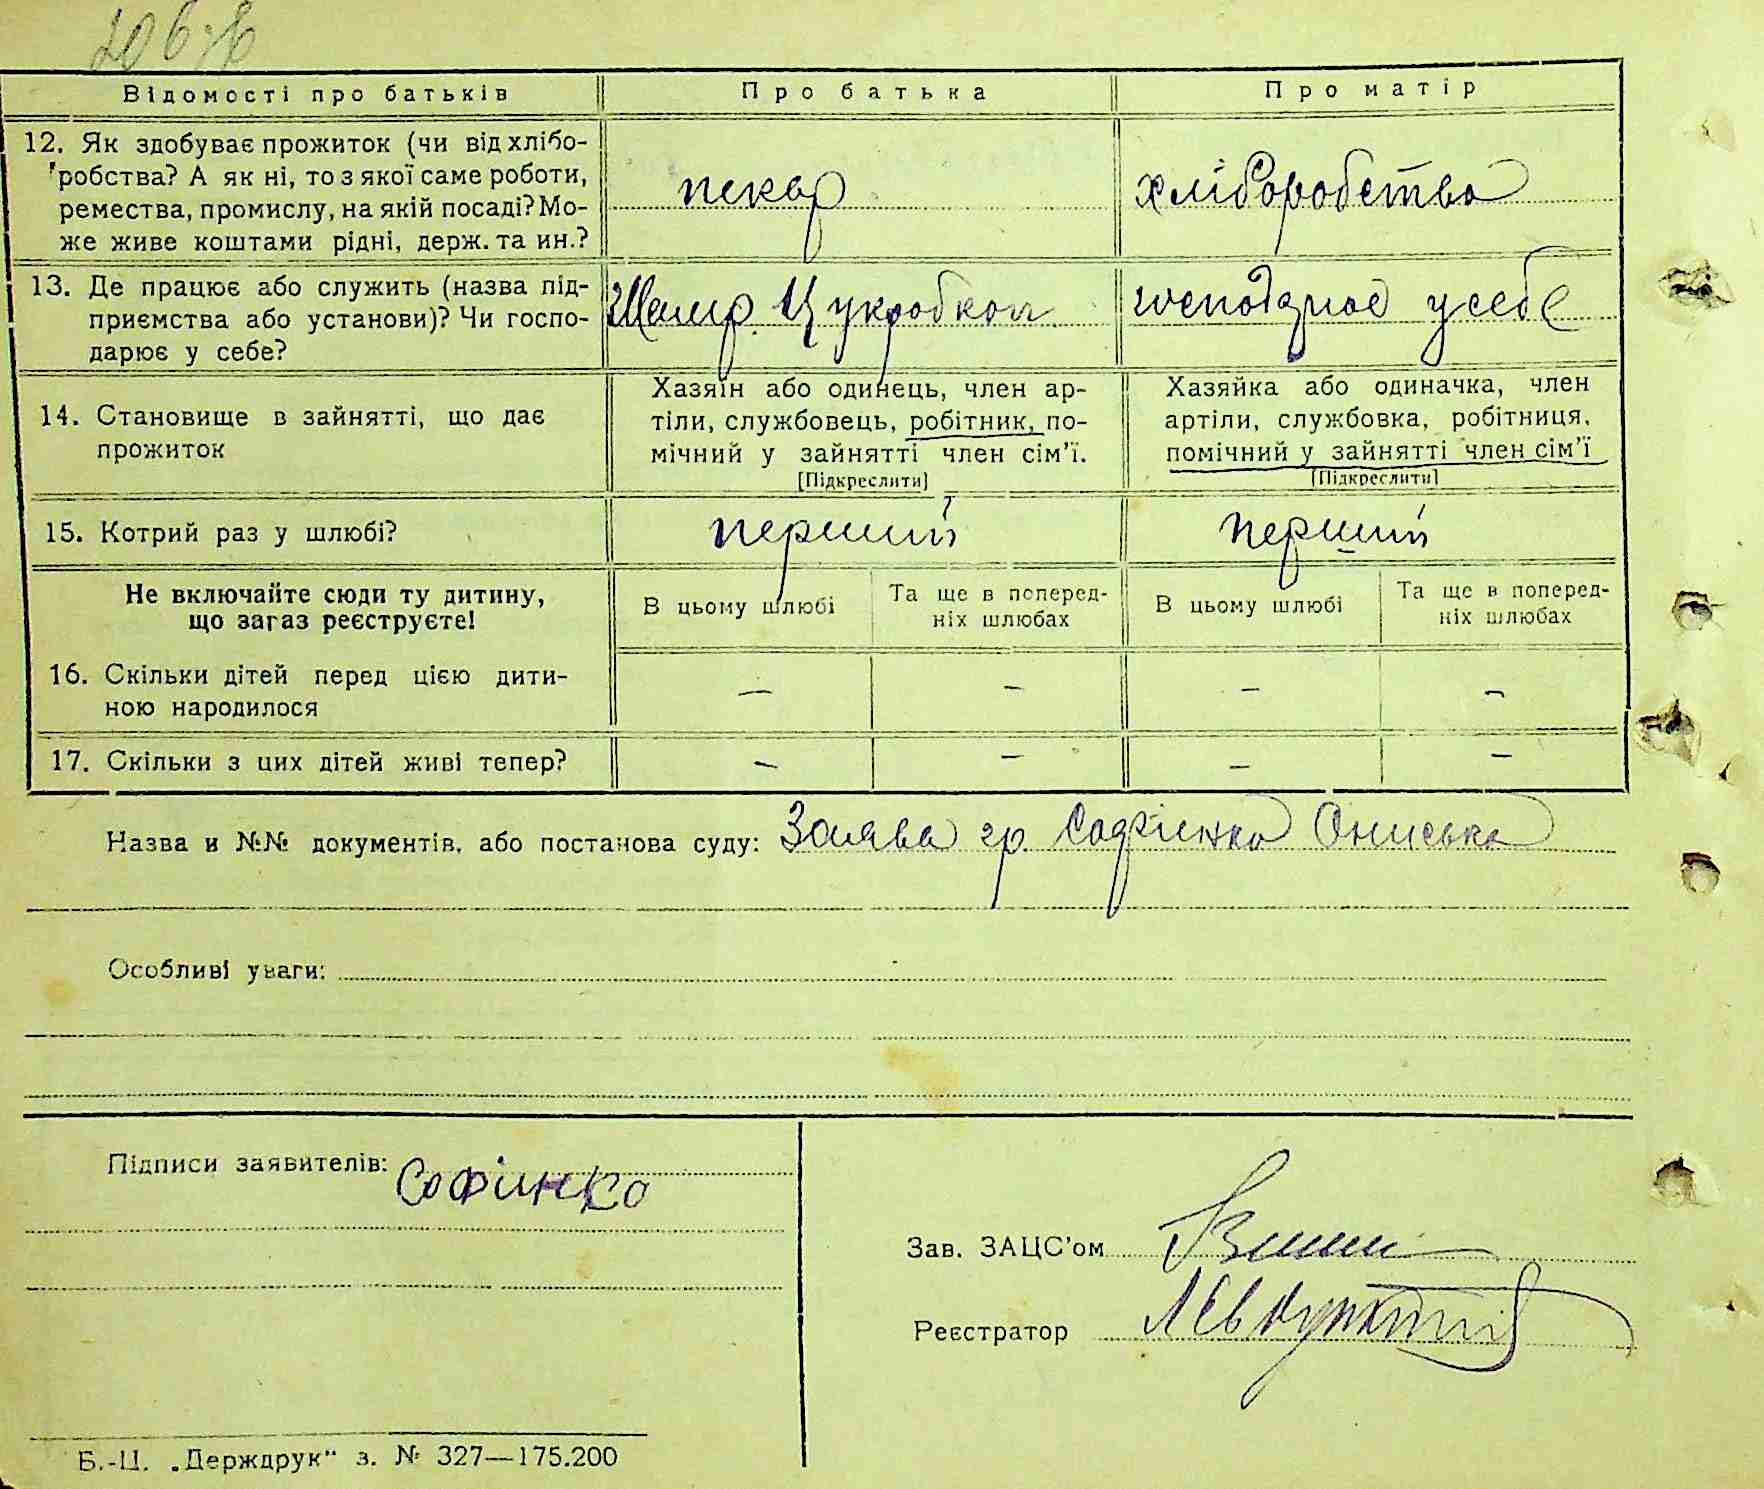 Відомості про батьків Про батька Про матір
12. Як здобуває прожиток (чи від хлібо-
робства? А як ні, то з якої саме роботи,
ремества, промислу, на якій посаді? Мо-
же живе коштами рідні, держ. та ин.?
пекар хліборобство
13. Де працює або служить (назва під-
приємства або установи)? Чи госпо-
дарює у себе?
у себе
14. Становище в зайнятті, що дає
прожиток
Хазяїн або одинець, член ар-
тіли, службовець, робітник, по-
мічний у зайнятті член сім'ї.
[Підкреслити]
Хазяйка або одиначка, член
артіли, службовка, робітниця,
помічний у зайнятті член сім'ї
[Підкреслити]
15. Котрий раз у шлюбі? перший перший
Не включайте сюди ту дитину,
що загаз реєструєте!
В цьому шлюбі Та ще в поперед-
ніх шлюбах В цьому шлюбі Та ще в поперед-
ніх шлюбах
16. Скільки дітей перед цією дити-
ною народилося — — — —
17. Скільки з цих дітей живі тепер? — — — —
Назва и №№ документів, або постанова суду: Заява гр. Софієнко Ониська
Особливі уваги:
Підписи заявителів: Софінко
Зав. ЗАЦС'ом
Реєстратор
Б.-Ц. „Держдрук" з. № 327—175.200